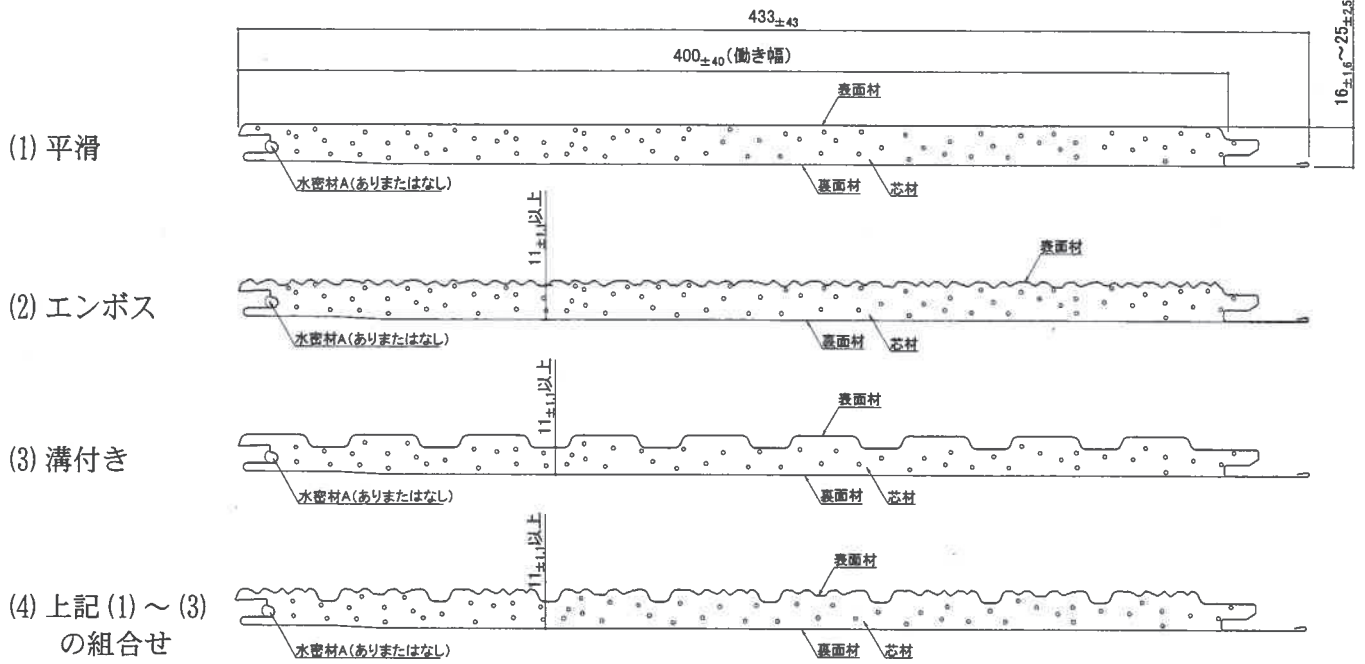 433±43
400±40(働き幅)
16±1.6～25±2.5
表面材
(1) 平滑
水密材A(ありまたはなし)
裏面材
芯材
11±1.1以上
表面材
(2) エンボス
水密材A(ありまたはなし)
裏面材
芯材
11±1.1以上
表面材
(3) 溝付き
水密材A(ありまたはなし)
裏面材
芯材
11±1.1以上
表面材
(4) 上記(1)～(3)
の組合せ
水密材A(ありまたはなし)
裏面材
芯材